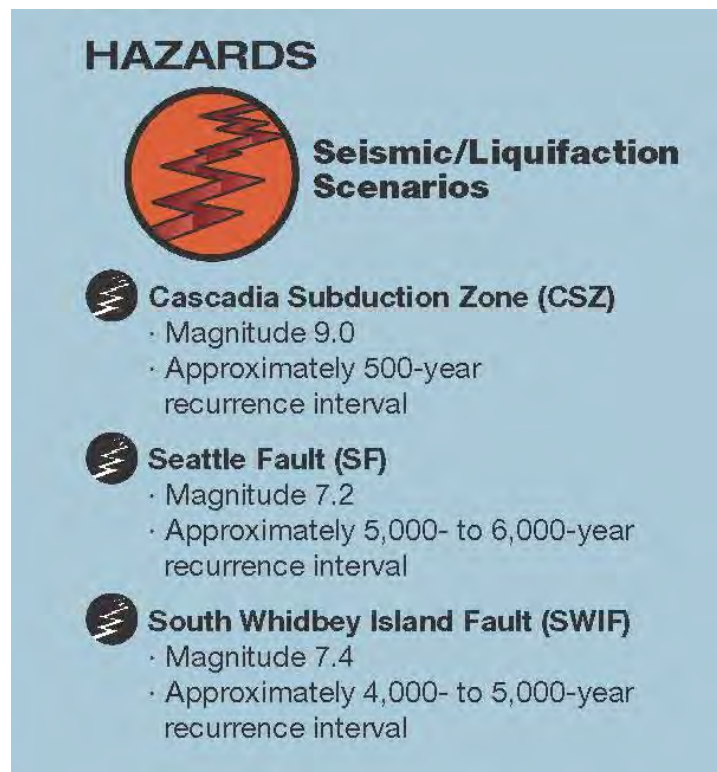 HAZARDS
Seismic/Liquifaction
Scenarios
Cascadia Subduction Zone (CSZ)
· Magnitude 9.0
· Approximately 500-year
recurrence interval
Seattle Fault (SF)
· Magnitude 7.2
· Approximately 5,000- to 6,000-year
recurrence interval
South Whidbey Island Fault (SWIF)
· Magnitude 7.4
· Approximately 4,000- to 5,000-year
recurrence interval